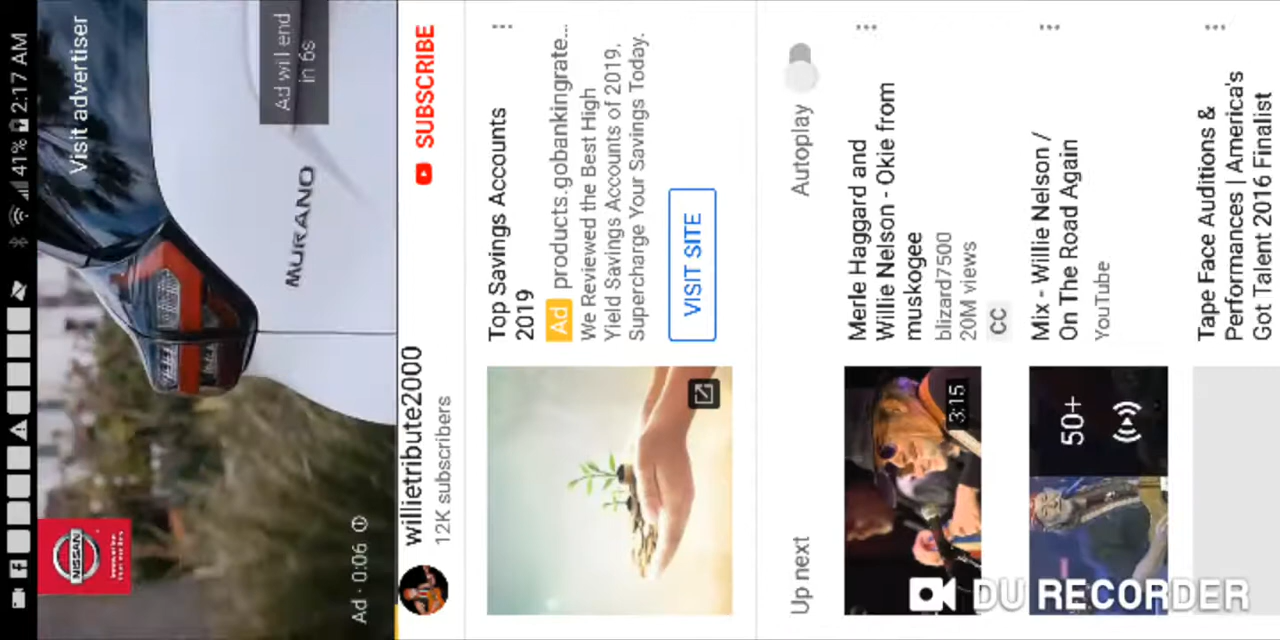 41% 2:17 AM
Visit advertiser
NISSAN
MURANO
Ad will end
in 6s
Ad · 0:06
willietribute2000
12K subscribers
SUBSCRIBE
Top Savings Accounts
2019
Ad products.gobankingrate...
We Reviewed the Best High
Yield Savings Accounts of 2019.
Supercharge Your Savings Today.
VISIT SITE
Up next
Autoplay
3:15
Merle Haggard and
Willie Nelson - Okie from
muskogee
blizard7500
20M views
CC
50+
Mix - Willie Nelson /
On The Road Again
YouTube
Tape Face Auditions &
Performances | America's
Got Talent 2016 Finalist
DU RECORDER